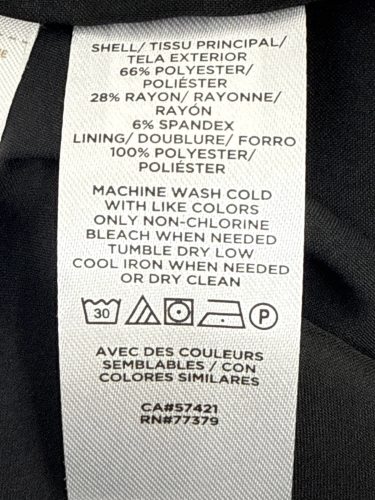 SHELL/ TISSU PRINCIPAL/
TELA EXTERIOR
66% POLYESTER/
POLIÉSTER
28% RAYON/ RAYONNE/
RAYÓN
6% SPANDEX
LINING/ DOUBLURE/ FORRO
100% POLYESTER/
POLIÉSTER
MACHINE WASH COLD
WITH LIKE COLORS
ONLY NON-CHLORINE
BLEACH WHEN NEEDED
TUMBLE DRY LOW
COOL IRON WHEN NEEDED
OR DRY CLEAN
30 P
AVEC DES COULEURS
SEMBLABLES / CON
COLORES SIMILARES
CA#57421
RN#77379